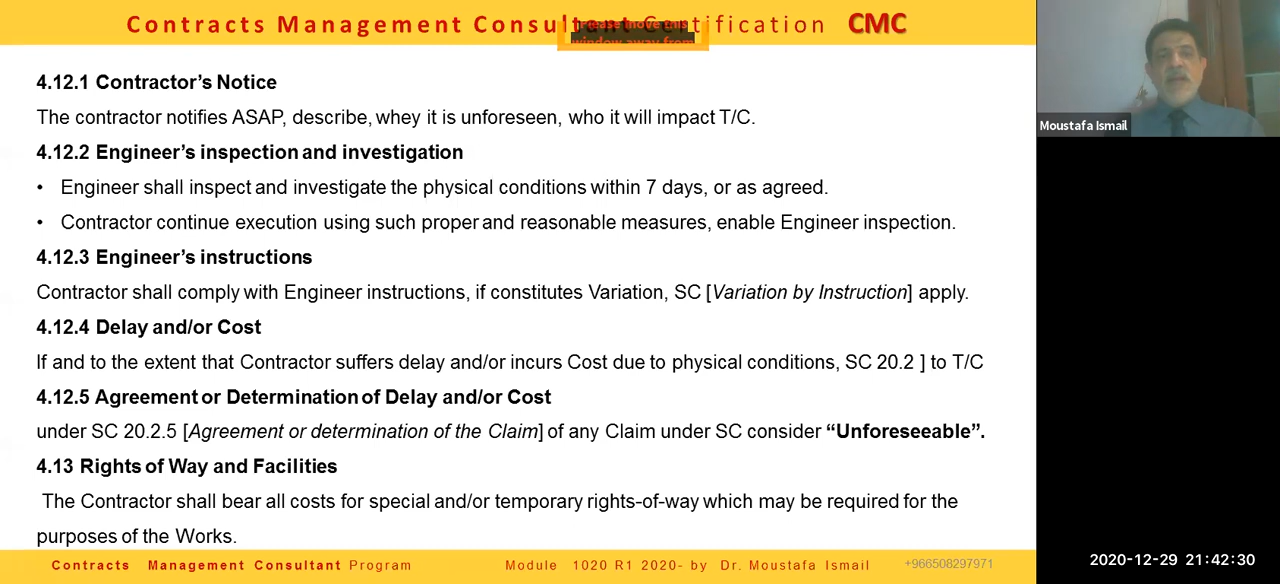 Contracts Management Consultant Certification CMC
Please move this
window away from
4.12.1 Contractor's Notice
The contractor notifies ASAP, describe, whey it is unforeseen, who it will impact T/C.
4.12.2 Engineer's inspection and investigation
• Engineer shall inspect and investigate the physical conditions within 7 days, or as agreed.
• Contractor continue execution using such proper and reasonable measures, enable Engineer inspection.
4.12.3 Engineer's instructions
Contractor shall comply with Engineer instructions, if constitutes Variation, SC [Variation by Instruction] apply.
4.12.4 Delay and/or Cost
If and to the extent that Contractor suffers delay and/or incurs Cost due to physical conditions, SC 20.2 ] to T/C
4.12.5 Agreement or Determination of Delay and/or Cost
under SC 20.2.5 [Agreement or determination of the Claim] of any Claim under SC consider “Unforeseeable”.
4.13 Rights of Way and Facilities
The Contractor shall bear all costs for special and/or temporary rights-of-way which may be required for the
purposes of the Works.
Contracts Management Consultant Program
Module 1020 R1 2020- by Dr. Moustafa Ismail
+966508297971
Moustafa Ismail
2020-12-29 21:42:30